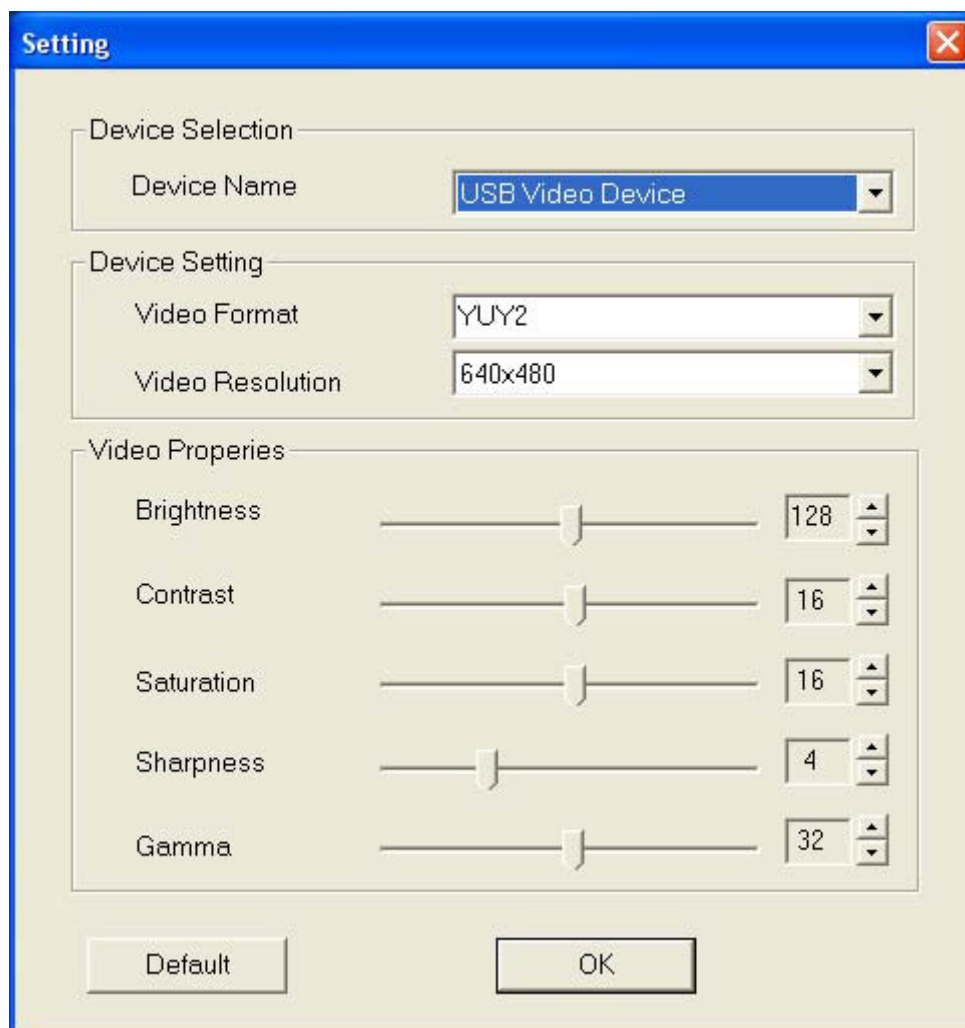 Setting
Device Selection
Device Name USB Video Device
Device Setting
Video Format YUY2
Video Resolution 640x480
Video Properies
Brightness 128
Contrast 16
Saturation 16
Sharpness 4
Gamma 32
Default OK